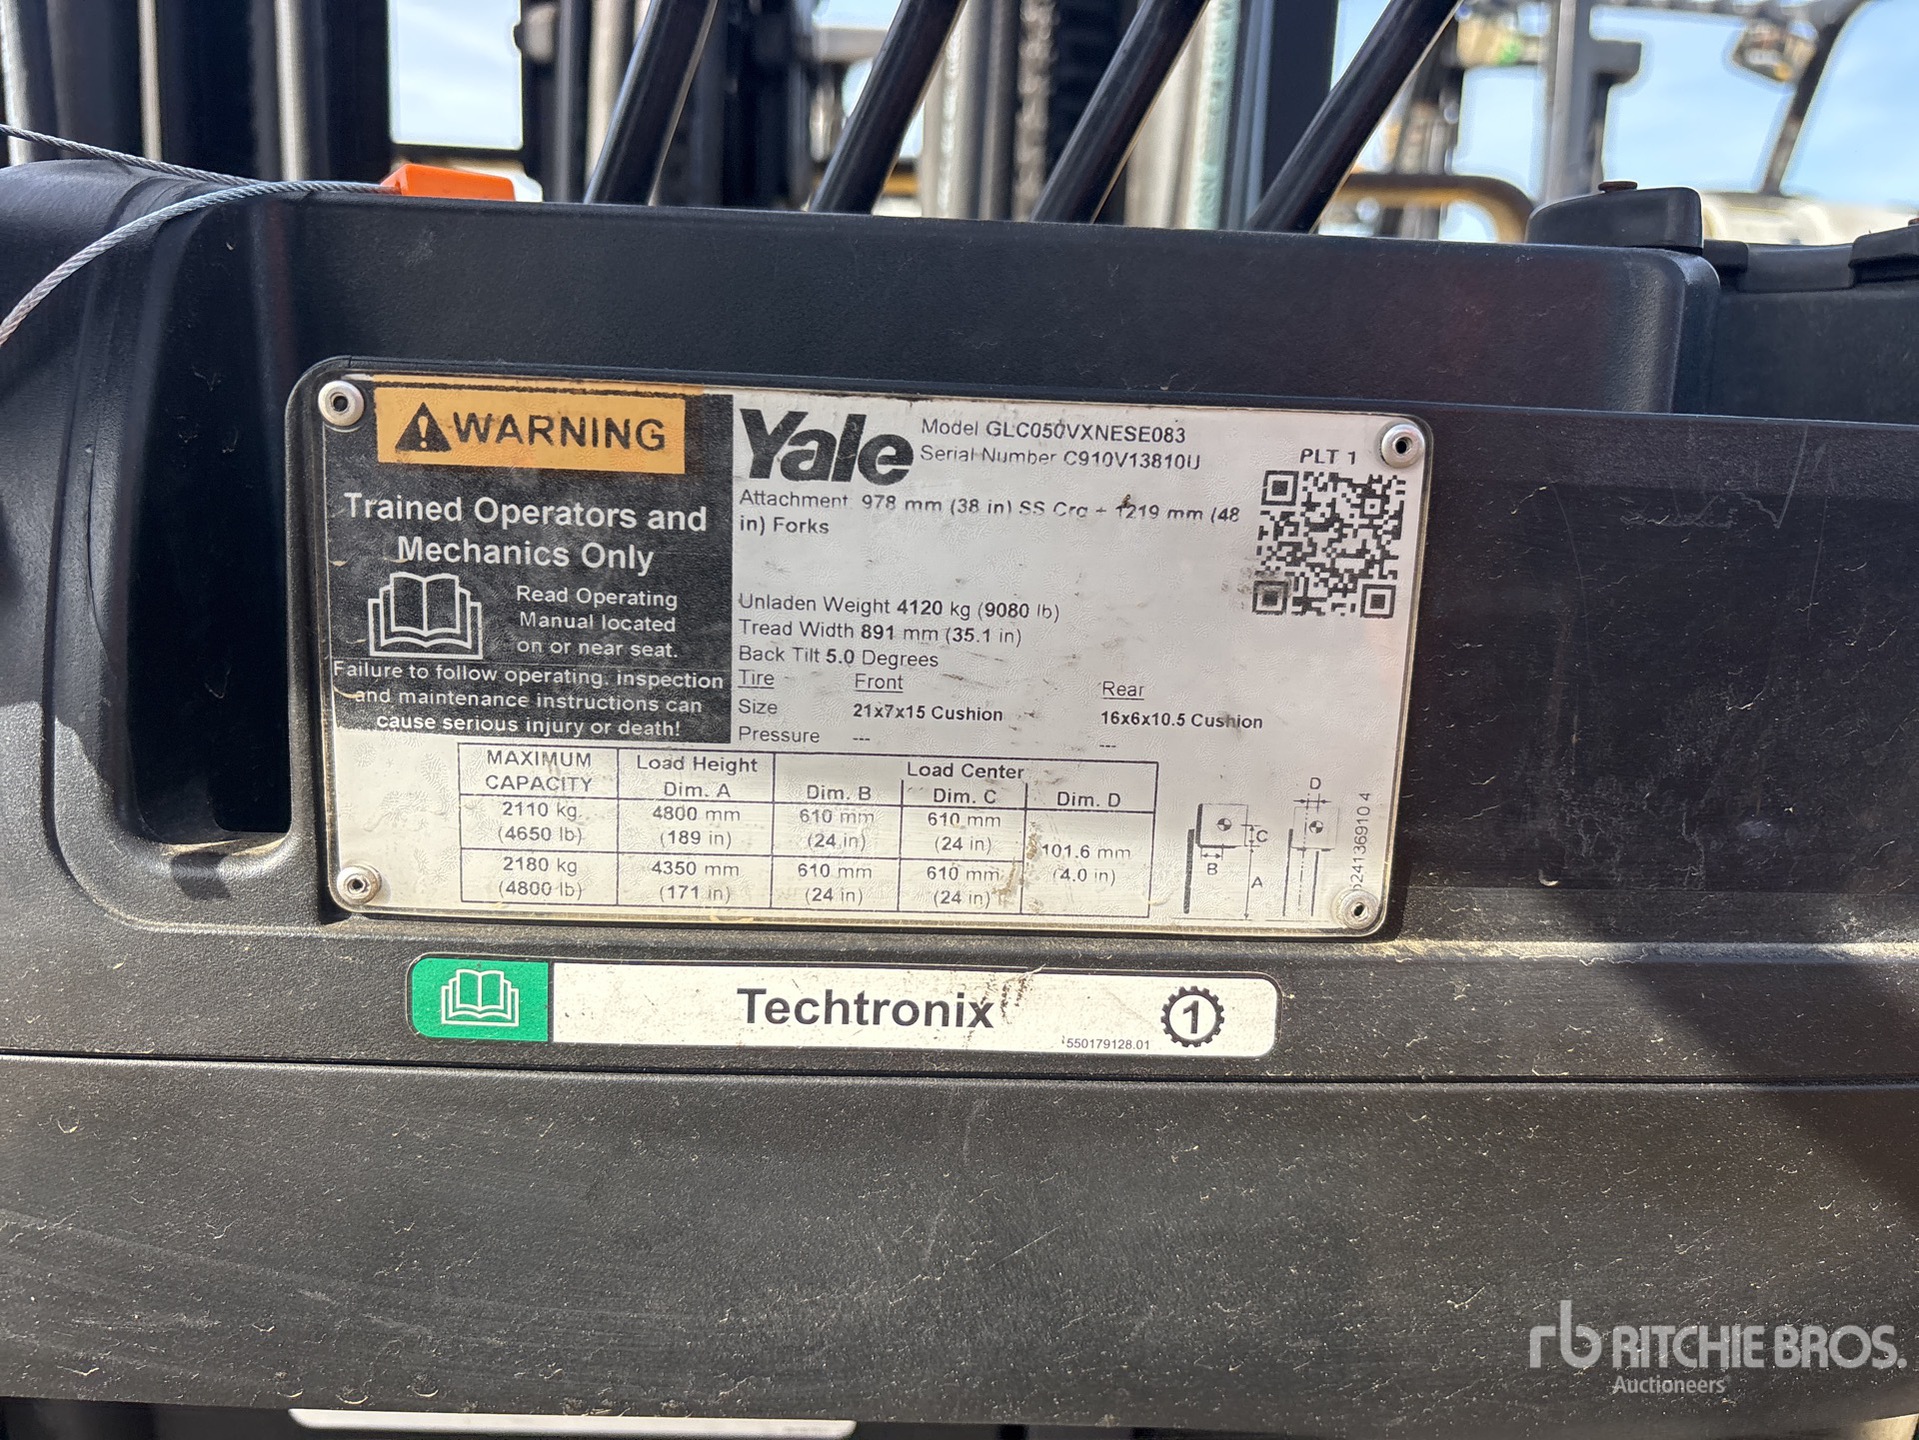 WARNING
Trained Operators and
Mechanics Only
Read Operating
Manual located
on or near seat.
Failure to follow operating, inspection
and maintenance instructions can
cause serious injury or death!
Yale
Model GLC050VXNESE083
Serial Number C910V13810U
PLT 1
Attachment 978 mm (38 in) SS Crg + 1219 mm (48
in) Forks
Unladen Weight 4120 kg (9080 lb)
Tread Width 891 mm (35.1 in)
Back Tilt 5.0 Degrees
Tire Front Rear
Size 21x7x15 Cushion 16x6x10.5 Cushion
Pressure --- ---
MAXIMUM CAPACITY Load Height Dim. A Load Center
Dim. B Dim. C Dim. D
2110 kg 4800 mm 610 mm 610 mm
(4650 lb) (189 in) (24 in) (24 in)
101.6 mm
(4.0 in)
2180 kg 4350 mm 610 mm 610 mm
(4800 lb) (171 in) (24 in) (24 in)
D
C
B
A
Techtronix
1
550179128.01
rb RITCHIE BROS.
Auctioneers